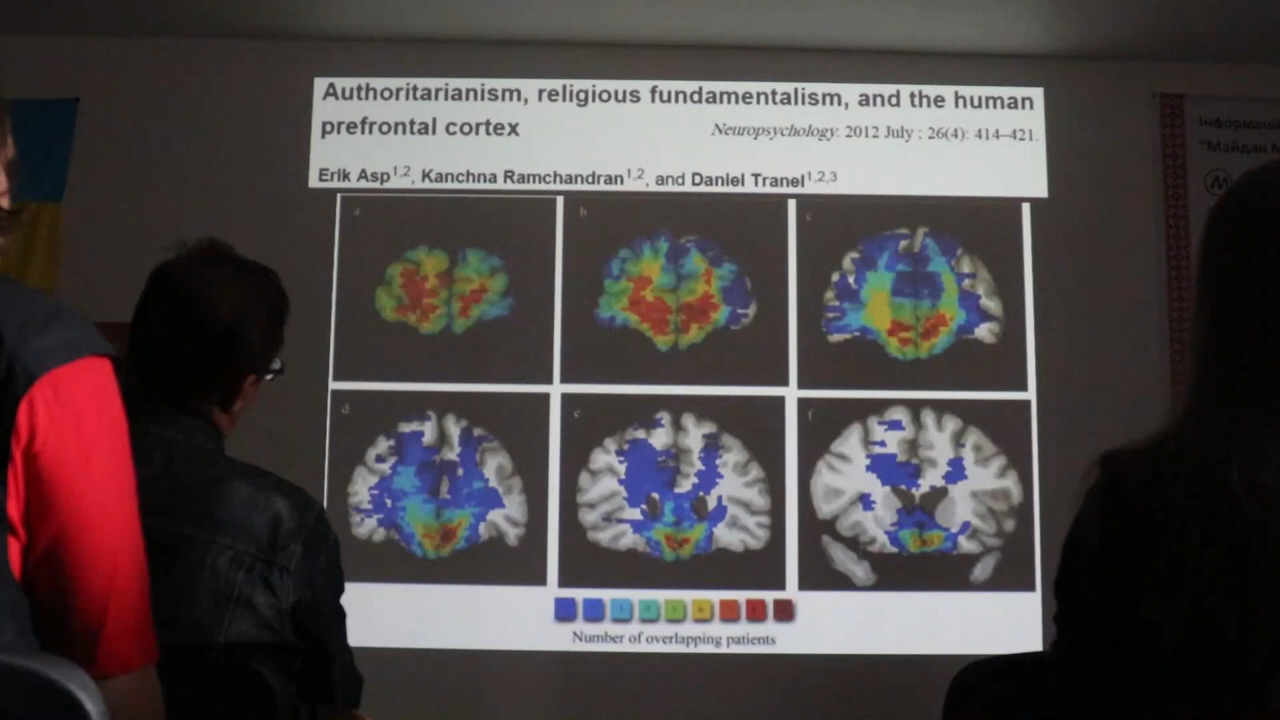 Authoritarianism, religious fundamentalism, and the human
prefrontal cortex
Neuropsychology. 2012 July ; 26(4): 414–421.
Erik Asp1,2, Kanchna Ramchandran1,2, and Daniel Tranel1,2,3
a
b
c
d
e
f
Number of overlapping patients
"Майдан М